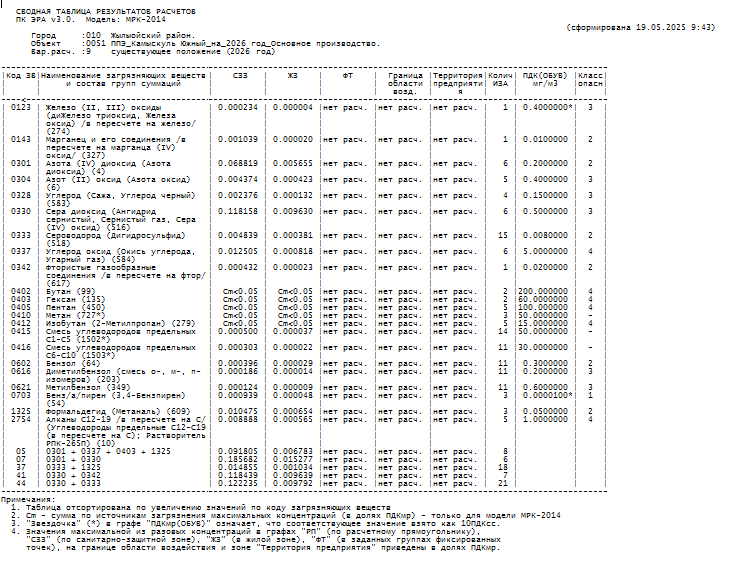 СВОДНАЯ ТАБЛИЦА РЕЗУЛЬТАТОВ РАСЧЕТОВ
ПК ЭРА v3.0.   Модель: МРК-2014
(сформирована 19.05.2025 9:43)
Город      :010  Жылыойский район.
Объект     :0051 ППЭ_Камыскуль Южный_на_2026 год_Основное производство.
Вар.расч. :9     существующее положение (2026 год)
|Код ЗВ|Наименование загрязняющих веществ | СЗЗ | ЖЗ | ФТ | Граница |Территория|Колич| ПДК(ОБУВ) |Класс|
| | и состав групп суммаций | | | | области |предприяти|ИЗА | мг/м3 |опасн|
| | | | | | возд. | я | | | |
| 0123 | Железо (II, III) оксиды | 0.000234 | 0.000004 |нет расч. |нет расч. |нет расч. | 1 | 0.4000000*| 3 |
(диЖелезо триоксид, Железа
оксид) /в пересчете на железо/
(274)
| 0143 | Марганец и его соединения /в | 0.001039 | 0.000020 |нет расч. |нет расч. |нет расч. | 1 | 0.0100000 | 2 |
пересчете на марганца (IV)
оксид/ (327)
| 0301 | Азота (IV) диоксид (Азота | 0.068819 | 0.005655 |нет расч. |нет расч. |нет расч. | 6 | 0.2000000 | 2 |
диоксид) (4)
| 0304 | Азот (II) оксид (Азота оксид) | 0.004374 | 0.000423 |нет расч. |нет расч. |нет расч. | 5 | 0.4000000 | 3 |
(6)
| 0328 | Углерод (Сажа, Углерод черный) | 0.002376 | 0.000132 |нет расч. |нет расч. |нет расч. | 4 | 0.1500000 | 3 |
(583)
| 0330 | Сера диоксид (Ангидрид | 0.118158 | 0.009630 |нет расч. |нет расч. |нет расч. | 6 | 0.5000000 | 3 |
сернистый, Сернистый газ, Сера
(IV) оксид) (516)
| 0333 | Сероводород (Дигидросульфид) | 0.004839 | 0.000381 |нет расч. |нет расч. |нет расч. | 15 | 0.0080000 | 2 |
(518)
| 0337 | Углерод оксид (Окись углерода, | 0.012505 | 0.000818 |нет расч. |нет расч. |нет расч. | 6 | 5.0000000 | 4 |
Угарный газ) (584)
| 0342 | Фтористые газообразные | 0.000432 | 0.000023 |нет расч. |нет расч. |нет расч. | 1 | 0.0200000 | 2 |
соединения /в пересчете на фтор/
(617)
| 0402 | Бутан (99) | Cm<0.05 | Cm<0.05 |нет расч. |нет расч. |нет расч. | 2 |200.0000000 | 4 |
| 0403 | Гексан (135) | Cm<0.05 | Cm<0.05 |нет расч. |нет расч. |нет расч. | 2 | 60.0000000 | 4 |
| 0405 | Пентан (450) | Cm<0.05 | Cm<0.05 |нет расч. |нет расч. |нет расч. | 5 |100.0000000 | 4 |
| 0410 | Метан (727*) | Cm<0.05 | Cm<0.05 |нет расч. |нет расч. |нет расч. | 3 | 50.0000000 | - |
| 0412 | Изобутан (2-Метилпропан) (279) | Cm<0.05 | Cm<0.05 |нет расч. |нет расч. |нет расч. | 5 | 15.0000000 | 4 |
| 0415 | Смесь углеводородов предельных | 0.000500 | 0.000037 |нет расч. |нет расч. |нет расч. | 14 | 50.0000000 | - |
С1-С5 (1502*)
| 0416 | Смесь углеводородов предельных | 0.000303 | 0.000022 |нет расч. |нет расч. |нет расч. | 11 | 30.0000000 | - |
С6-С10 (1503*)
| 0602 | Бензол (64) | 0.000396 | 0.000029 |нет расч. |нет расч. |нет расч. | 11 | 0.3000000 | 2 |
| 0616 | Диметилбензол (смесь о-, м-, п- | 0.000186 | 0.000014 |нет расч. |нет расч. |нет расч. | 11 | 0.2000000 | 3 |
изомеров) (203)
| 0621 | Метилбензол (349) | 0.000124 | 0.000009 |нет расч. |нет расч. |нет расч. | 11 | 0.6000000 | 3 |
| 0703 | Бенз/а/пирен (3,4-Бензпирен) | 0.000939 | 0.000048 |нет расч. |нет расч. |нет расч. | 3 | 0.0000100*| 1 |
(54)
| 1325 | Формальдегид (Метаналь) (609) | 0.010475 | 0.000654 |нет расч. |нет расч. |нет расч. | 3 | 0.0500000 | 2 |
| 2754 | Алканы С12-19 /в пересчете на С/ | 0.008888 | 0.000565 |нет расч. |нет расч. |нет расч. | 5 | 1.0000000 | 4 |
(Углеводороды предельные С12-С19
(в пересчете на С); Растворитель
РПК-265П) (10)
| 05 | 0301 + 0337 + 0403 + 1325 | 0.091805 | 0.006783 |нет расч. |нет расч. |нет расч. | 8 | | |
| 07 | 0301 + 0330 | 0.185682 | 0.015277 |нет расч. |нет расч. |нет расч. | 6 | | |
| 37 | 0333 + 1325 | 0.014855 | 0.001034 |нет расч. |нет расч. |нет расч. | 18 | | |
| 41 | 0330 + 0342 | 0.118439 | 0.009639 |нет расч. |нет расч. |нет расч. | 7 | | |
| 44 | 0330 + 0333 | 0.122235 | 0.009792 |нет расч. |нет расч. |нет расч. | 21 | | |
Примечания:
1. Таблица отсортирована по увеличению значений по коду загрязняющих веществ
2. Cm - сумма по источникам загрязнения максимальных концентраций (в долях ПДКмр) - только для модели МРК-2014
3. "Звездочка" (*) в графе "ПДКмр(ОБУВ)" означает, что соответствующее значение взято как 10ПДКсс.
4. Значения максимальной из разовых концентраций в графах "РП" (по расчетному прямоугольнику),
"СЗЗ" (по санитарно-защитной зоне), "ЖЗ" (в жилой зоне), "ФТ" (в заданных группах фиксированных
точек), на границе области воздействия и зоне "Территория предприятия" приведены в долях ПДКмр.